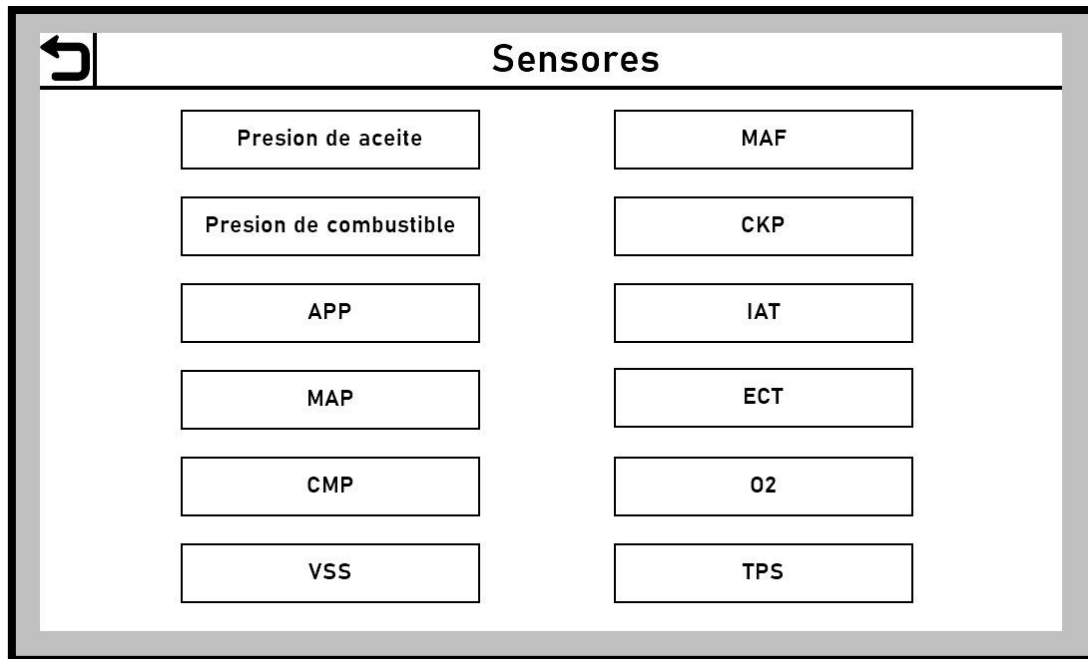 Sensores
Presion de aceite
MAF
Presion de combustible
CKP
APP
IAT
MAP
ECT
CMP
O2
VSS
TPS